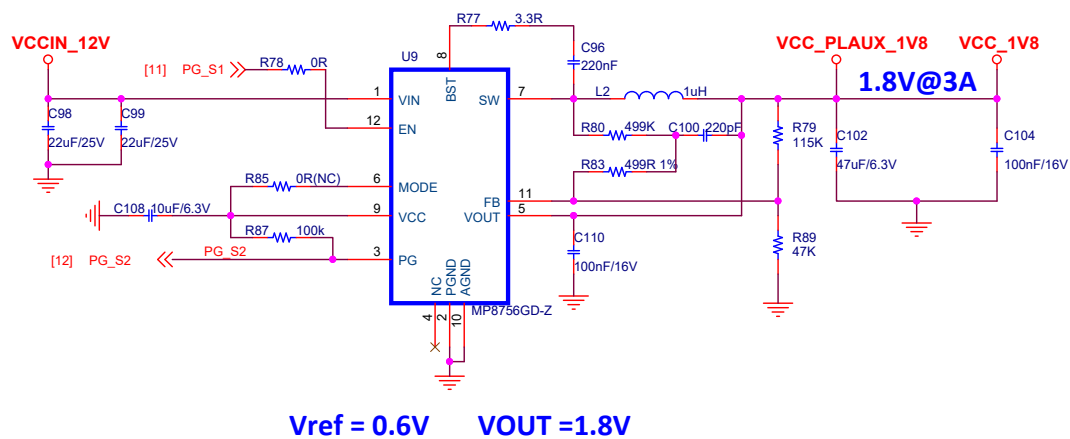 R77 3.3R
VCCIN_12V
U9
C96
220nF
VCC_PLAUX_1V8
VCC_1V8
[11] PG_S1
R78 0R
8
BST
1.8V@3A
1
VIN
SW
7
L2
1uH
C98
C99
22uF/25V
22uF/25V
12
EN
R80
499K
C100
220pF
R79
115K
C102
47uF/6.3V
C104
100nF/16V
R83
499R 1%
R85
0R(NC)
6
MODE
FB
11
C108
10uF/6.3V
9
VCC
VOUT
5
R87
100k
C110
100nF/16V
R89
47K
[12] PG_S2
PG_S2
3
PG
NC
PGND
AGND
MP8756GD-Z
4
2
10
Vref = 0.6V VOUT =1.8V